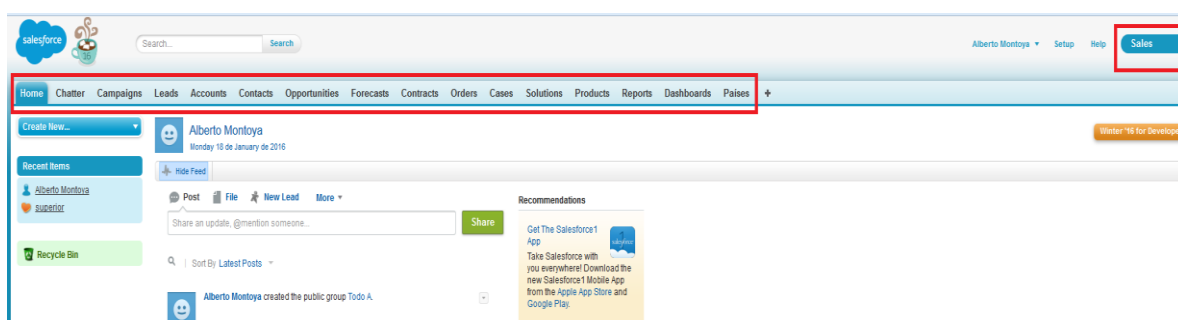 salesforce
16
Search...
Search
Alberto Montoya
Setup
Help
Sales
Home Chatter Campaigns Leads Accounts Contacts Opportunities Forecasts Contracts Orders Cases Solutions Products Reports Dashboards Paises +
Create New...
Alberto Montoya
Monday 18 de January de 2016
Winter '16 for Develope
Recent Items
Alberto Montoya
superior
Recycle Bin
Hide Feed
Post File New Lead More
Share an update, @mention someone...
Share
Sort By Latest Posts
Alberto Montoya created the public group Todo A.
Recommendations
Get The Salesforce1
App
Take Salesforce with
you everywhere! Download the
new Salesforce1 Mobile App
from the Apple App Store and
Google Play.